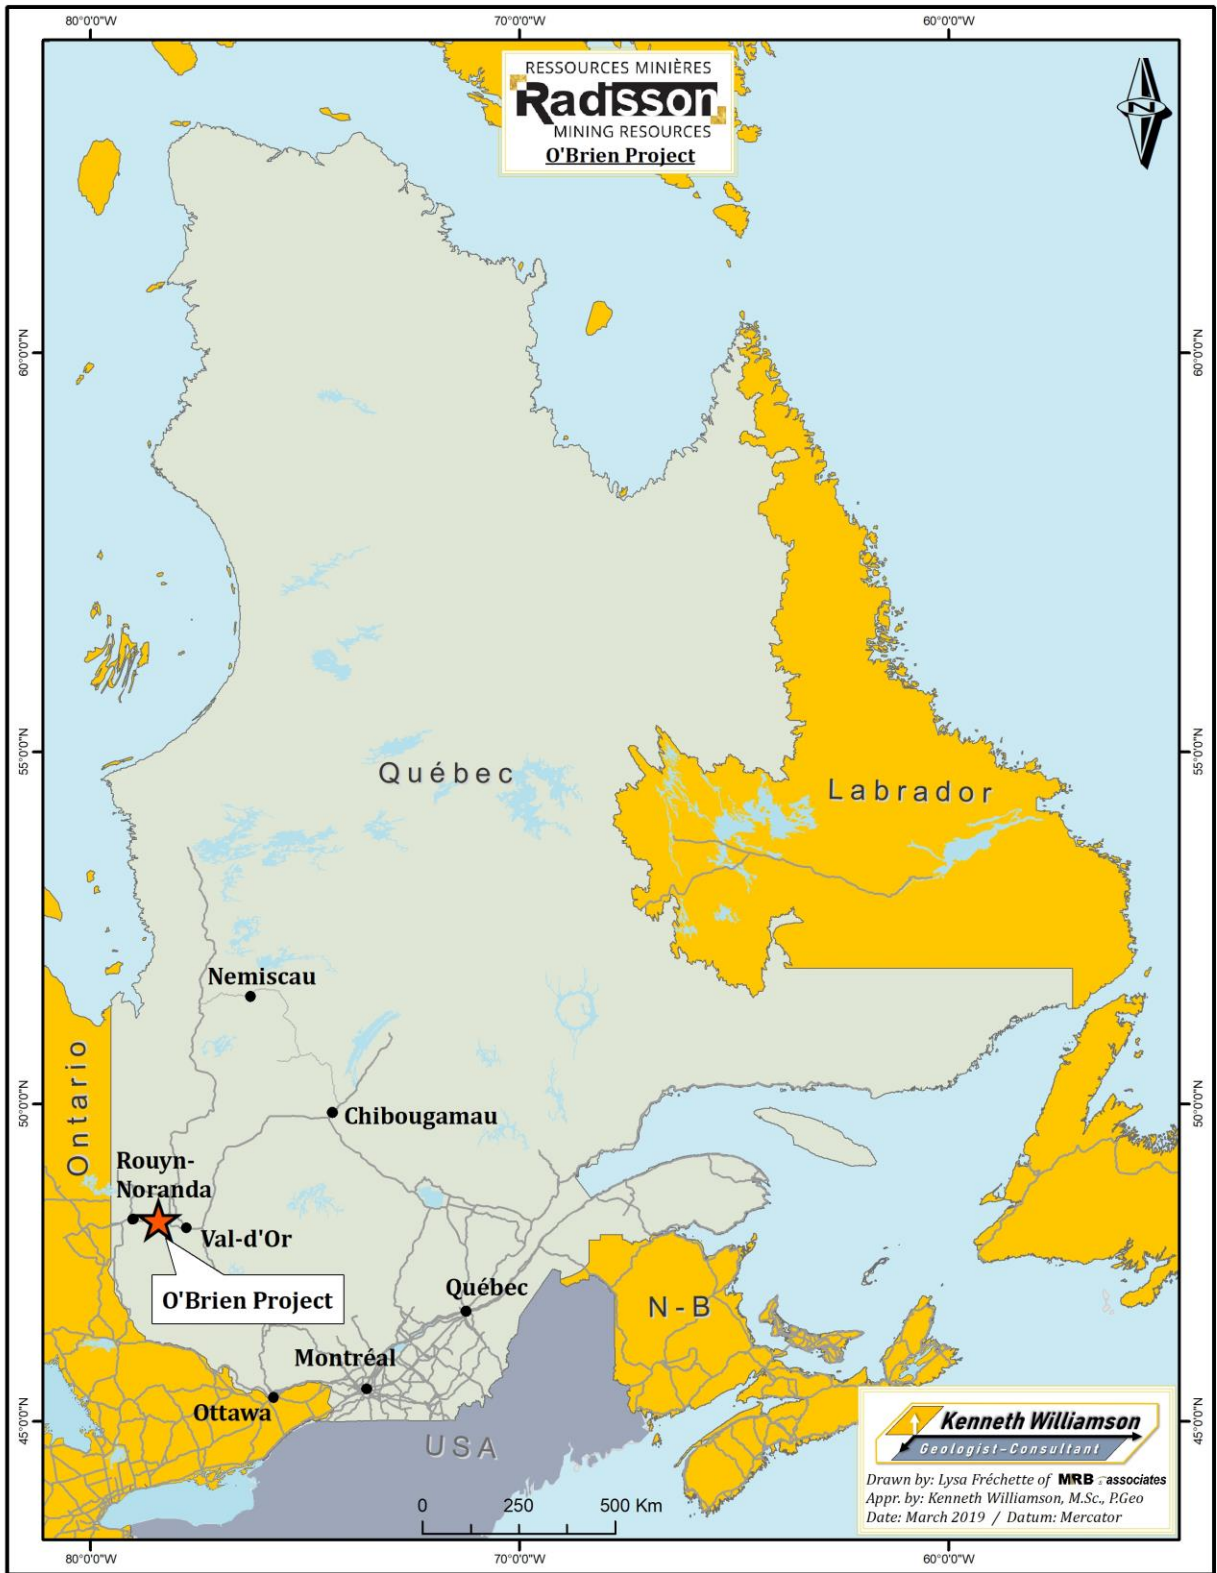 80°0'0"W 70°0'0"W 60°0'0"W
RESSOURCES MINIÈRES
Radisson
MINING RESOURCES
O'Brien Project
N
60°0'0"N 60°0'0"N
55°0'0"N 55°0'0"N
Québec
Labrador
Nemiscau
Ontario
50°0'0"N 50°0'0"N
Chibougamau
Rouyn-
Noranda
Val-d'Or
O'Brien Project
Québec
N-B
Montréal
Ottawa
45°0'0"N 45°0'0"N
USA
0 250 500 Km
Kenneth Williamson
Geologist-Consultant
Drawn by: Lysa Fréchette of MRB associates
Appr. by: Kenneth Williamson, M.Sc., P.Geo
Date: March 2019 / Datum: Mercator
80°0'0"W 70°0'0"W 60°0'0"W